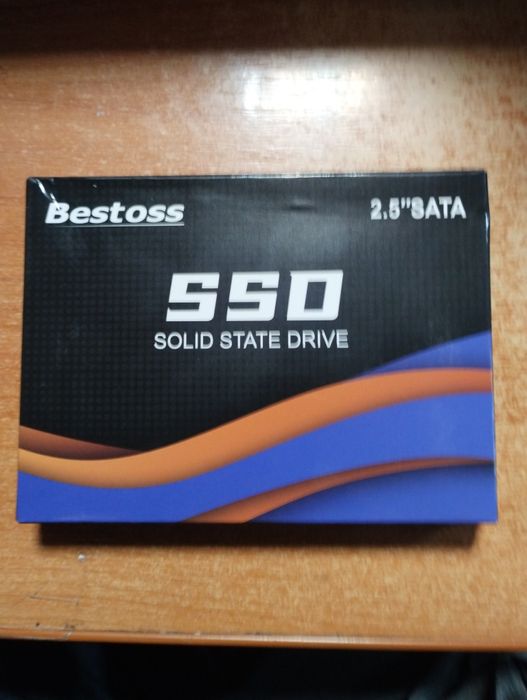 Bestoss
2.5"SATA
SSD
SOLID STATE DRIVE